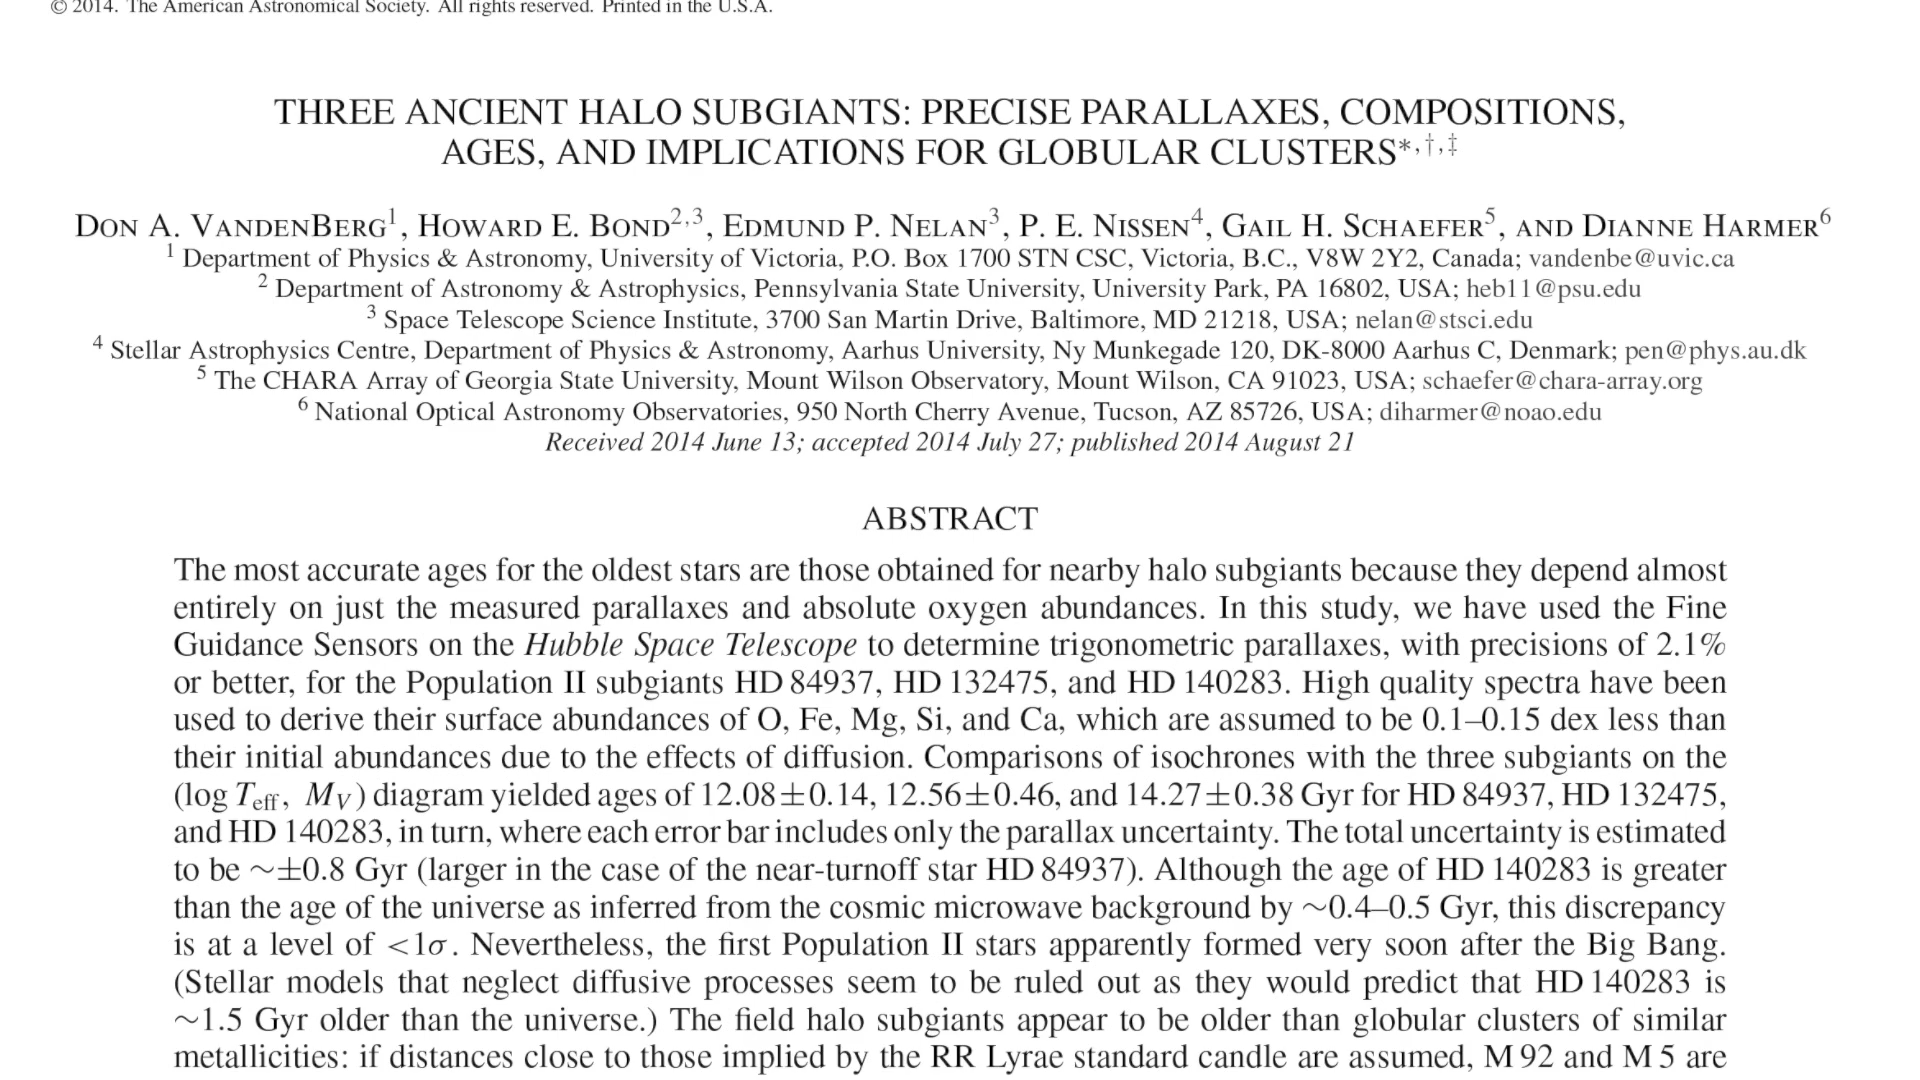 © 2014. The American Astronomical Society. All rights reserved. Printed in the U.S.A.
THREE ANCIENT HALO SUBGIANTS: PRECISE PARALLAXES, COMPOSITIONS,
AGES, AND IMPLICATIONS FOR GLOBULAR CLUSTERS*,†,‡
Don A. VandenBerg1, Howard E. Bond2,3, Edmund P. Nelan3, P. E. Nissen4, Gail H. Schaefer5, and Dianne Harmer6
1 Department of Physics & Astronomy, University of Victoria, P.O. Box 1700 STN CSC, Victoria, B.C., V8W 2Y2, Canada; vandenbe@uvic.ca
2 Department of Astronomy & Astrophysics, Pennsylvania State University, University Park, PA 16802, USA; heb11@psu.edu
3 Space Telescope Science Institute, 3700 San Martin Drive, Baltimore, MD 21218, USA; nelan@stsci.edu
4 Stellar Astrophysics Centre, Department of Physics & Astronomy, Aarhus University, Ny Munkegade 120, DK-8000 Aarhus C, Denmark; pen@phys.au.dk
5 The CHARA Array of Georgia State University, Mount Wilson Observatory, Mount Wilson, CA 91023, USA; schaefer@chara-array.org
6 National Optical Astronomy Observatories, 950 North Cherry Avenue, Tucson, AZ 85726, USA; diharmer@noao.edu
Received 2014 June 13; accepted 2014 July 27; published 2014 August 21
ABSTRACT
The most accurate ages for the oldest stars are those obtained for nearby halo subgiants because they depend almost
entirely on just the measured parallaxes and absolute oxygen abundances. In this study, we have used the Fine
Guidance Sensors on the Hubble Space Telescope to determine trigonometric parallaxes, with precisions of 2.1%
or better, for the Population II subgiants HD 84937, HD 132475, and HD 140283. High quality spectra have been
used to derive their surface abundances of O, Fe, Mg, Si, and Ca, which are assumed to be 0.1–0.15 dex less than
their initial abundances due to the effects of diffusion. Comparisons of isochrones with the three subgiants on the
(log Teff, MV) diagram yielded ages of 12.08±0.14, 12.56±0.46, and 14.27±0.38 Gyr for HD 84937, HD 132475,
and HD 140283, in turn, where each error bar includes only the parallax uncertainty. The total uncertainty is estimated
to be ~±0.8 Gyr (larger in the case of the near-turnoff star HD 84937). Although the age of HD 140283 is greater
than the age of the universe as inferred from the cosmic microwave background by ~0.4–0.5 Gyr, this discrepancy
is at a level of <1σ. Nevertheless, the first Population II stars apparently formed very soon after the Big Bang.
(Stellar models that neglect diffusive processes seem to be ruled out as they would predict that HD 140283 is
~1.5 Gyr older than the universe.) The field halo subgiants appear to be older than globular clusters of similar
metallicities: if distances close to those implied by the RR Lyrae standard candle are assumed, M 92 and M 5 are